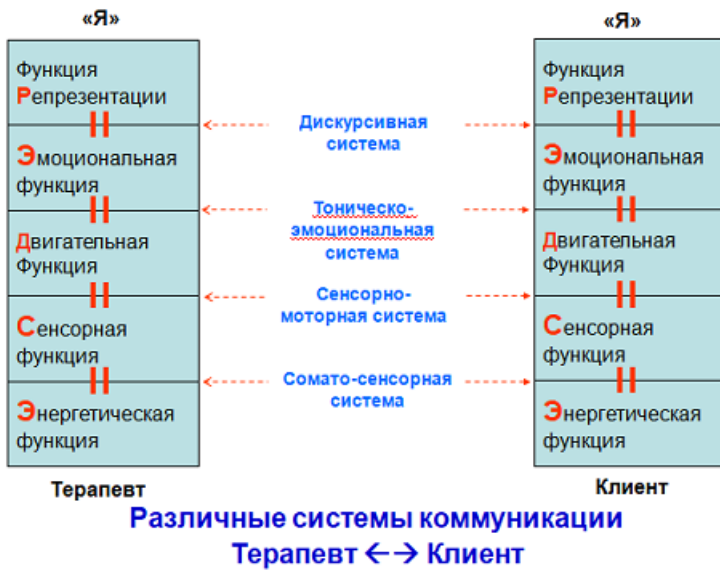 «Я»
Функция
Репрезентации
Эмоциональная
функция
Двигательная
Функция
Сенсорная
функция
Энергетическая
функция
Терапевт
Дискурсивная
система
Тоническо-
эмоциональная
система
Сенсорно-
моторная система
Сомато-сенсорная
система
«Я»
Функция
Репрезентации
Эмоциональная
функция
Двигательная
Функция
Сенсорная
функция
Энергетическая
функция
Клиент
Различные системы коммуникации
Терапевт ←→ Клиент